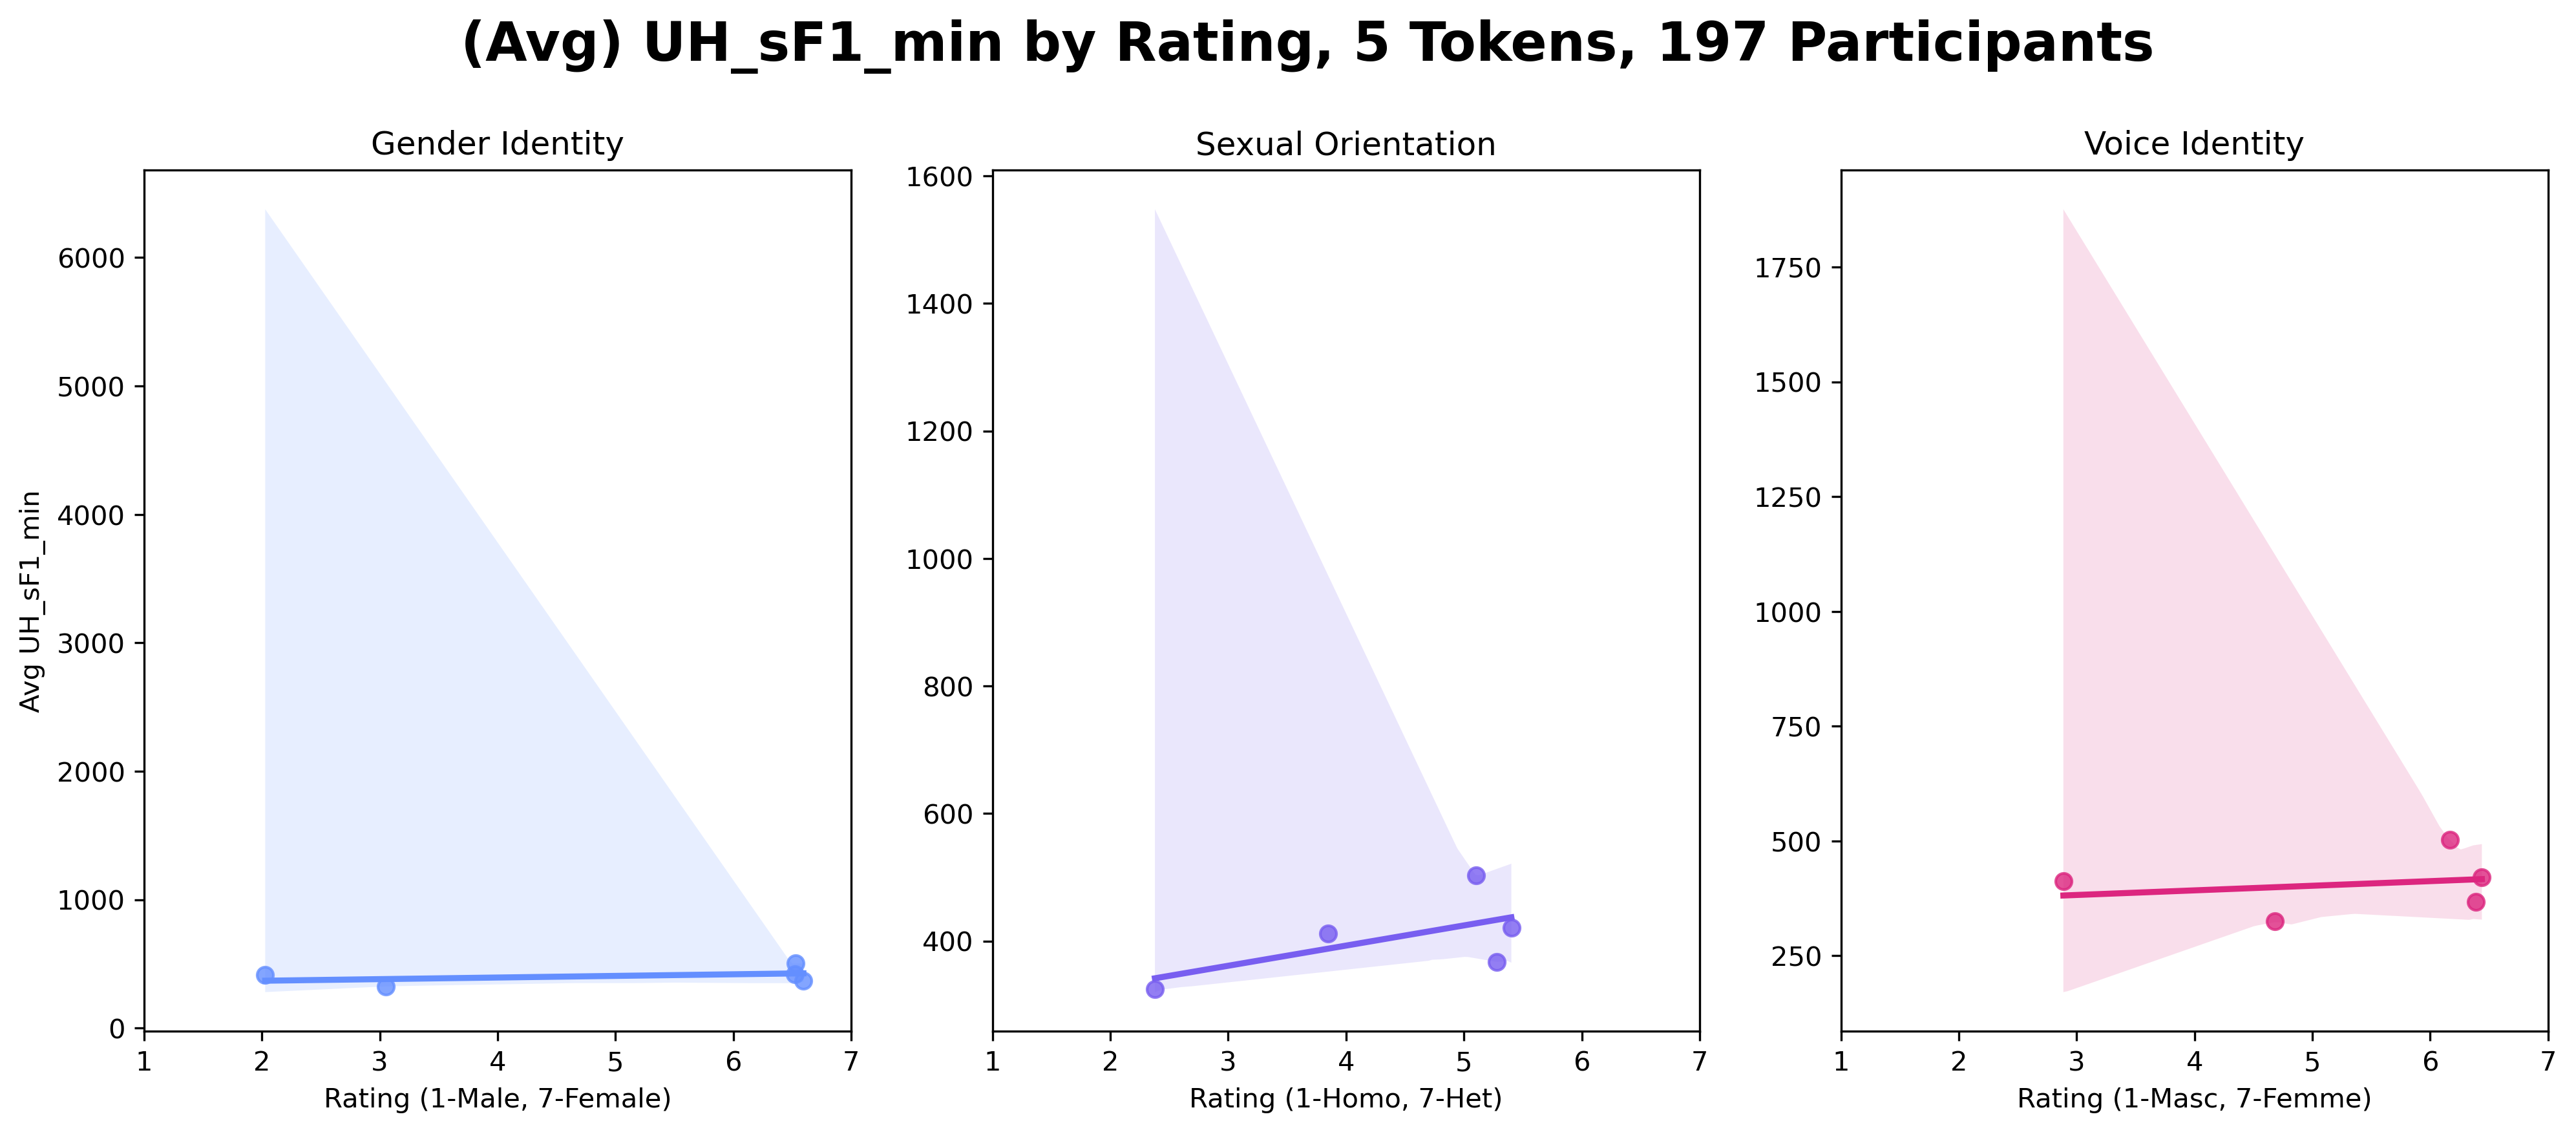 (Avg) UH_sF1_min by Rating, 5 Tokens, 197 Participants
Gender Identity
Avg UH_sF1_min
6000
5000
4000
3000
2000
1000
0
1 2 3 4 5 6 7
Rating (1-Male, 7-Female)
Sexual Orientation
1600
1400
1200
1000
800
600
400
1 2 3 4 5 6 7
Rating (1-Homo, 7-Het)
Voice Identity
1750
1500
1250
1000
750
500
250
1 2 3 4 5 6 7
Rating (1-Masc, 7-Femme)